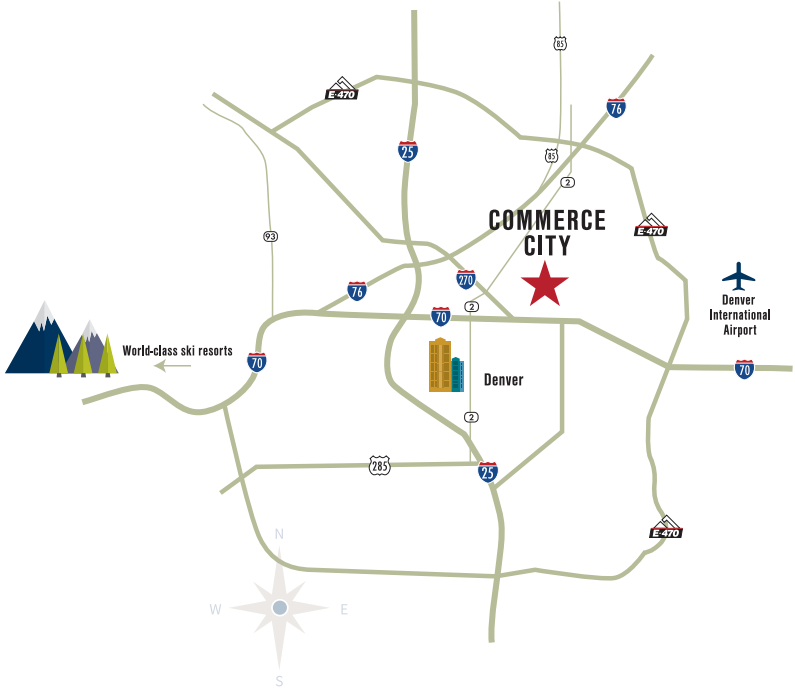 85
E-470
76
25
85
2
COMMERCE
CITY
E-470
93
270
76
2
70
Denver
International
Airport
World-class ski resorts
70
70
Denver
2
285
25
E-470
N
W
E
S